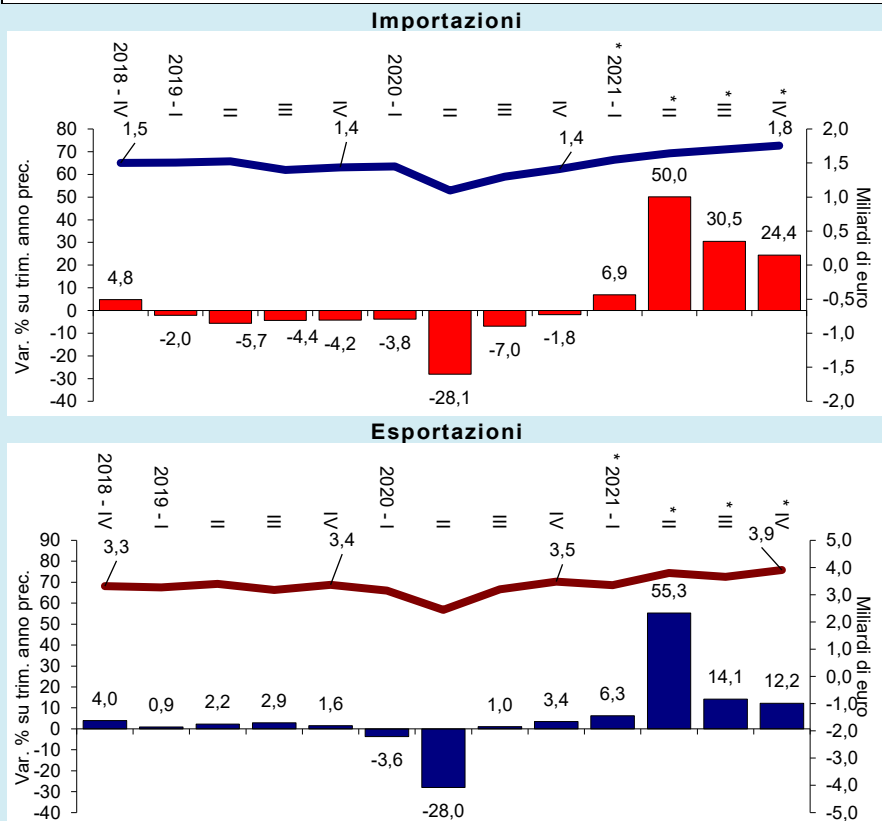 Importazioni
2018 - IV
2019 - I
II
III
IV
2020 - I
II
III
IV
* 2021 - I
* II
* III
* IV
Var. % su trim. anno prec.
80
70
60
50
40
30
20
10
0
-10
-20
-30
-40
1,5
1,4
1,4
1,8
4,8
-2,0
-5,7
-4,4
-4,2
-3,8
-28,1
-7,0
-1,8
6,9
50,0
30,5
24,4
2,0
1,5
1,0
0,5
0,0
-0,5
-1,0
-1,5
-2,0
Miliardi di euro
Esportazioni
2018 - IV
2019 - I
II
III
IV
2020 - I
II
III
IV
* 2021 - I
* II
* III
* IV
Var. % su trim. anno prec.
90
80
70
60
50
40
30
20
10
0
-10
-20
-30
-40
3,3
3,4
3,5
3,9
4,0
0,9
2,2
2,9
1,6
-3,6
-28,0
1,0
3,4
6,3
55,3
14,1
12,2
5,0
4,0
3,0
2,0
1,0
0,0
-1,0
-2,0
-3,0
-4,0
-5,0
Miliardi di euro